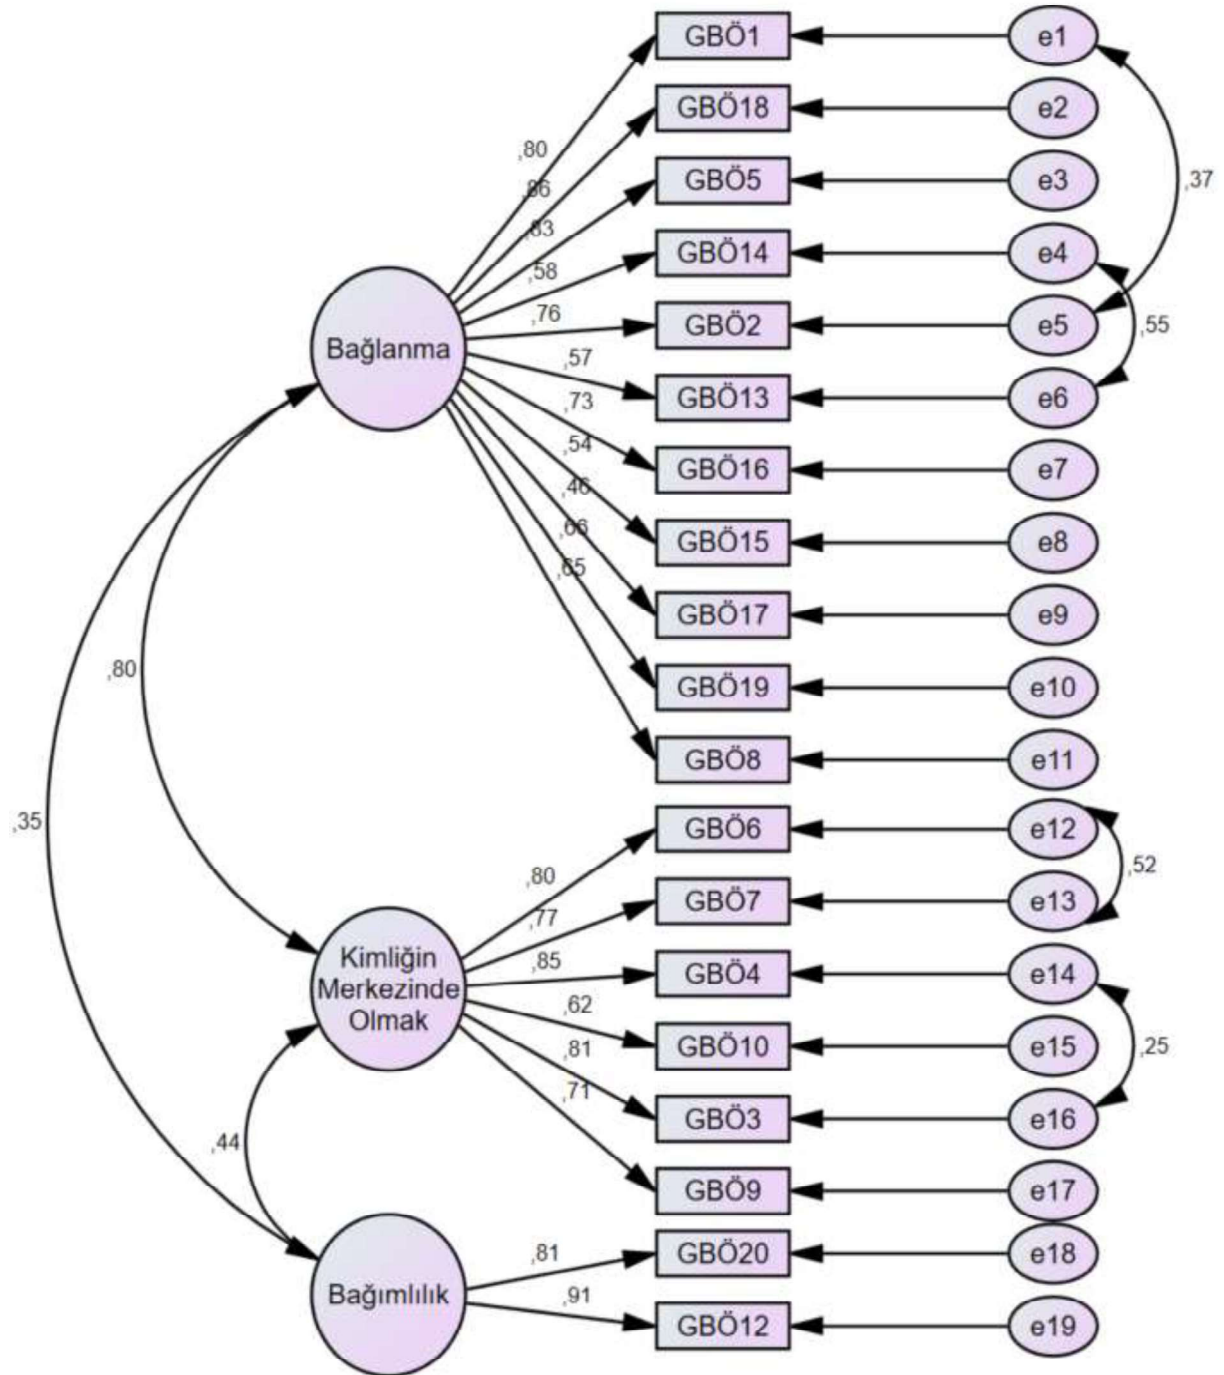 GBÖ1
e1
GBÖ18
e2
,80
GBÖ5
e3
,37
,86
,83
GBÖ14
e4
,58
,76
GBÖ2
e5
,55
Bağlanma
,57
GBÖ13
e6
,73
,54
GBÖ16
e7
,46
,66
GBÖ15
e8
,65
GBÖ17
e9
,80
GBÖ19
e10
GBÖ8
e11
,35
GBÖ6
e12
,52
,80
GBÖ7
e13
,77
Kimliğin
Merkezinde
Olmak
,85
GBÖ4
e14
,62
GBÖ10
e15
,25
,81
,71
GBÖ3
e16
,44
GBÖ9
e17
,81
GBÖ20
e18
Bağımlılık
,91
GBÖ12
e19